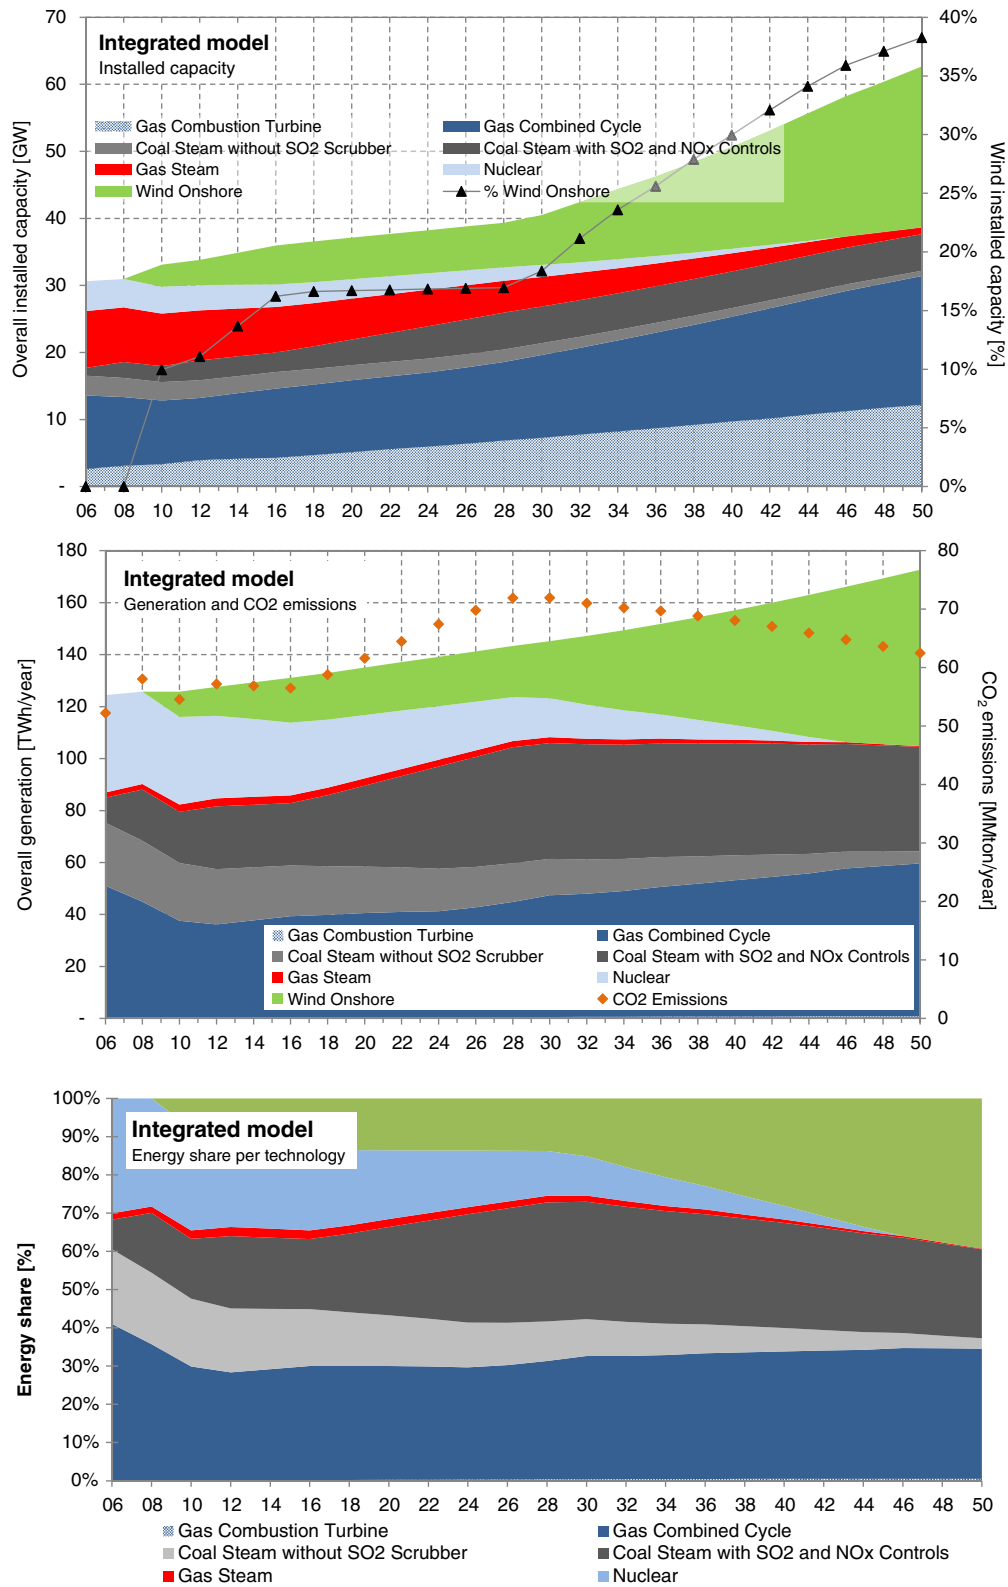 Integrated model
Installed capacity
Overall installed capacity [GW]
Wind installed capacity [%]
70
60
50
40
30
20
10
-
40%
35%
30%
25%
20%
15%
10%
5%
0%
Gas Combustion Turbine
Gas Combined Cycle
Coal Steam without SO2 Scrubber
Coal Steam with SO2 and NOx Controls
Gas Steam
Nuclear
Wind Onshore
% Wind Onshore
06 08 10 12 14 16 18 20 22 24 26 28 30 32 34 36 38 40 42 44 46 48 50
Integrated model
Generation and CO2 emissions
Overall generation [TWh/year]
CO2 emissions [MMton/year]
180
160
140
120
100
80
60
40
20
-
80
70
60
50
40
30
20
10
0
Gas Combustion Turbine
Gas Combined Cycle
Coal Steam without SO2 Scrubber
Coal Steam with SO2 and NOx Controls
Gas Steam
Nuclear
Wind Onshore
CO2 Emissions
06 08 10 12 14 16 18 20 22 24 26 28 30 32 34 36 38 40 42 44 46 48 50
Integrated model
Energy share per technology
Energy share [%]
100%
90%
80%
70%
60%
50%
40%
30%
20%
10%
0%
06 08 10 12 14 16 18 20 22 24 26 28 30 32 34 36 38 40 42 44 46 48 50
Gas Combustion Turbine
Gas Combined Cycle
Coal Steam without SO2 Scrubber
Coal Steam with SO2 and NOx Controls
Gas Steam
Nuclear